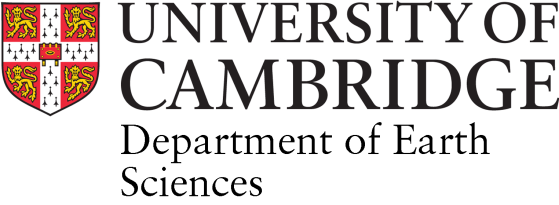 UNIVERSITY OF
CAMBRIDGE
Department of Earth
Sciences